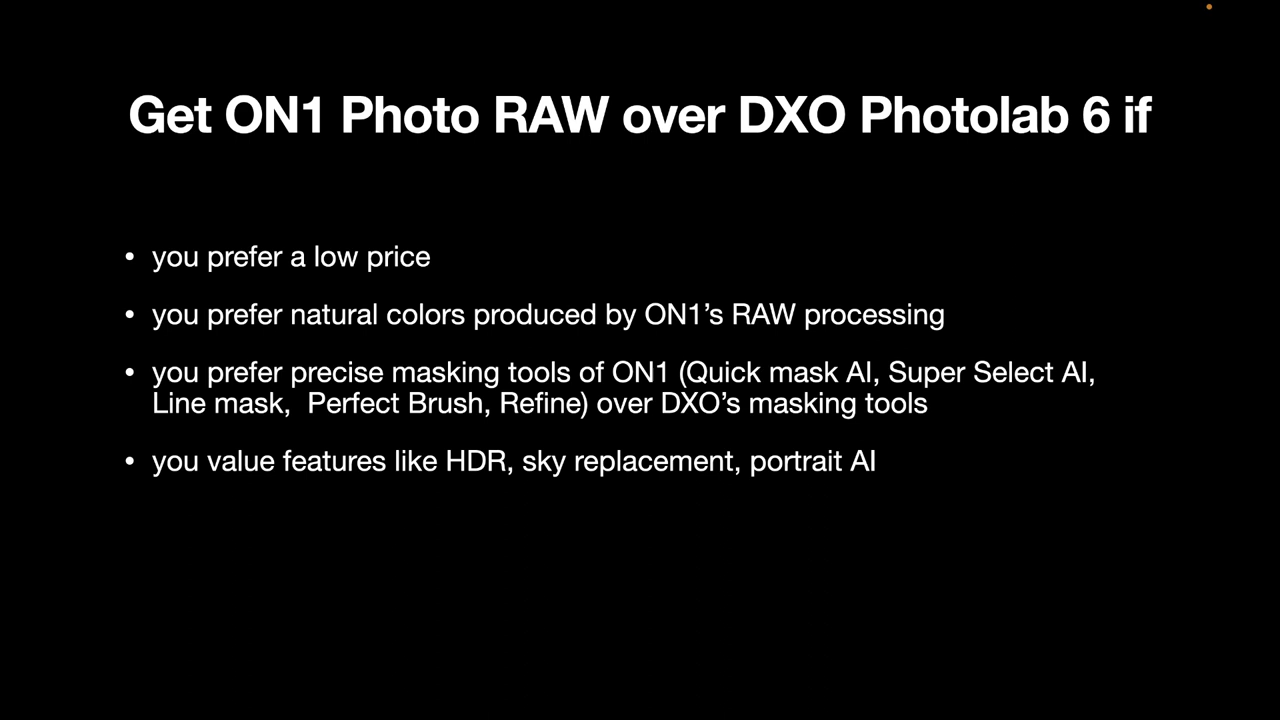 Get ON1 Photo RAW over DXO Photolab 6 if
• you prefer a low price
• you prefer natural colors produced by ON1’s RAW processing
• you prefer precise masking tools of ON1 (Quick mask AI, Super Select AI,
Line mask,  Perfect Brush, Refine) over DXO’s masking tools
• you value features like HDR, sky replacement, portrait AI